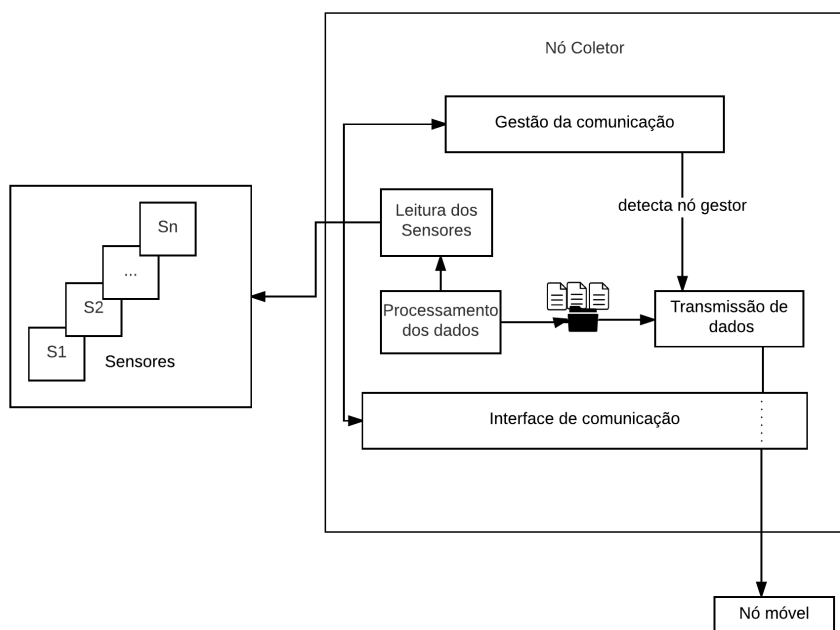 Nó Coletor
Gestão da comunicação
detecta nó gestor
Leitura dos
Sensores
Sn
...
S2
S1
Sensores
Processamento
dos dados
Transmissão de
dados
Interface de comunicação
Nó móvel